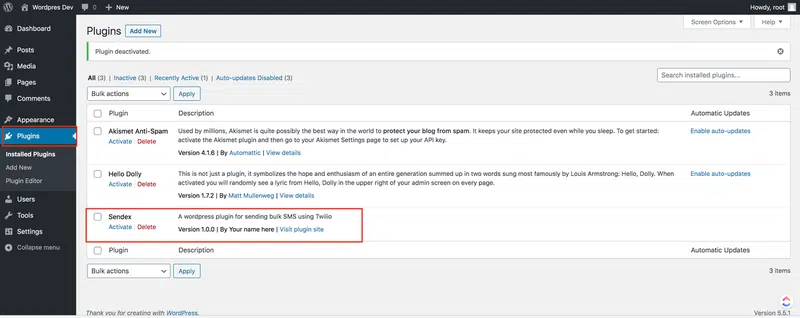 Wordpres Dev 0 + New Howdy, root
Dashboard
Posts
Media
Pages
Comments
Appearance
Plugins
Installed Plugins
Add New
Plugin Editor
Users
Tools
Settings
Collapse menu
Plugins Add New
Screen Options Help
Plugin deactivated.
All (3) | Inactive (3) | Recently Active (1) | Auto-updates Disabled (3)
Search installed plugins...
Bulk actions Apply 3 items
Plugin Description Automatic Updates
Akismet Anti-Spam Used by millions, Akismet is quite possibly the best way in the world to protect your blog from spam. It keeps your site protected even while you sleep. To get started: Enable auto-updates
Activate | Delete activate the Akismet plugin and then go to your Akismet Settings page to set up your API key.
Version 4.1.6 | By Automattic | View details
Hello Dolly This is not just a plugin, it symbolizes the hope and enthusiasm of an entire generation summed up in two words sung most famously by Louis Armstrong: Hello, Dolly. When Enable auto-updates
Activate | Delete activated you will randomly see a lyric from Hello, Dolly in the upper right of your admin screen on every page.
Version 1.7.2 | By Matt Mullenweg | View details
Sendex A wordpress plugin for sending bulk SMS using Twilio
Activate | Delete Version 1.0.0 | By Your name here | Visit plugin site
Plugin Description Automatic Updates
Bulk actions Apply 3 items
Thank you for creating with WordPress. Version 5.5.1